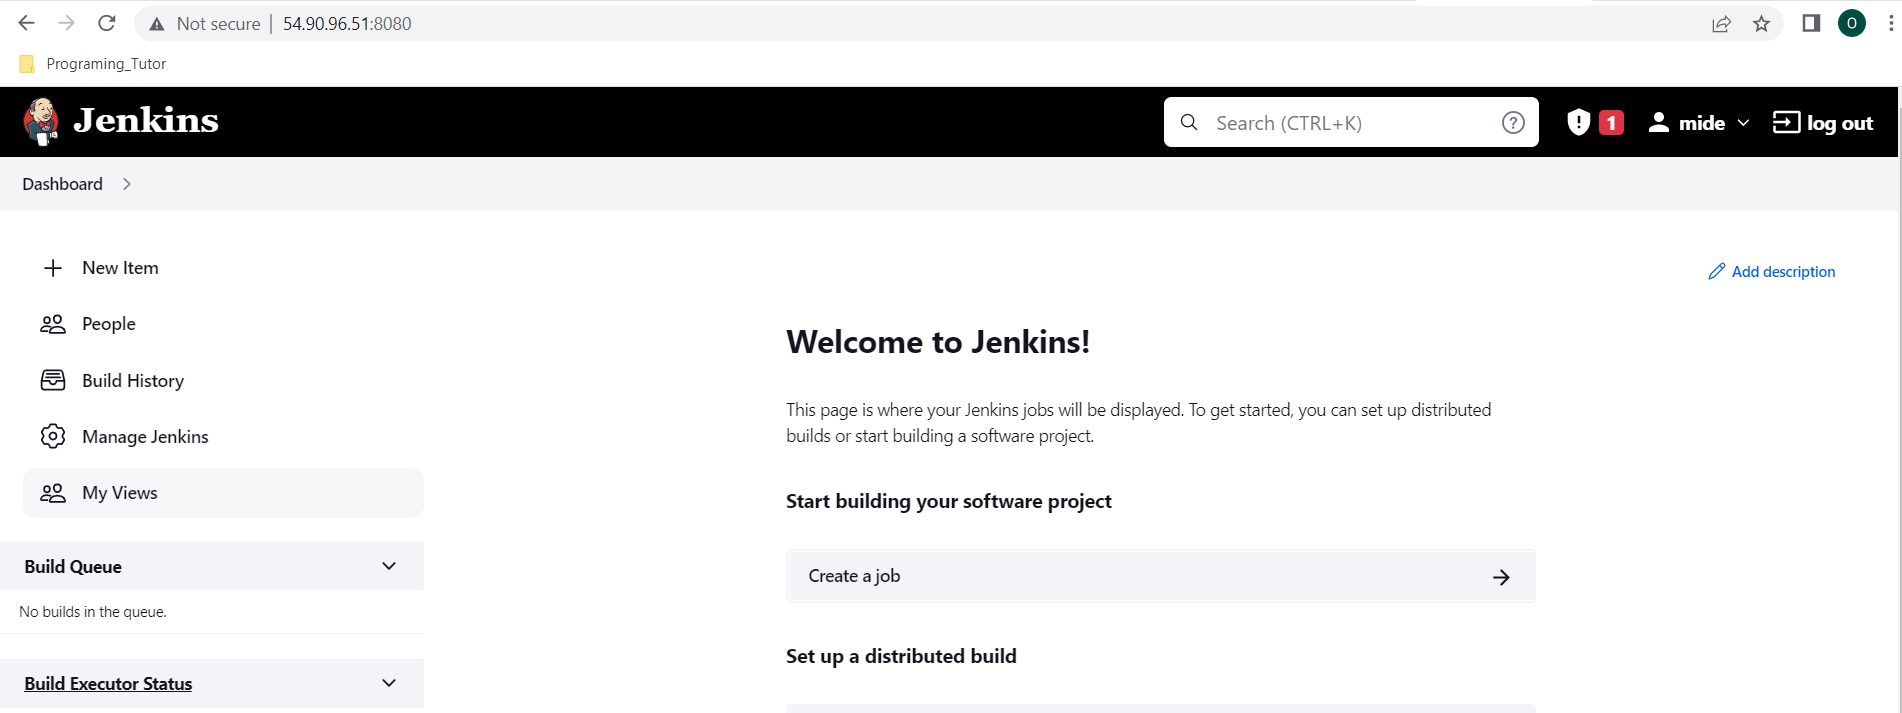 Not secure | 54.90.96.51:8080
O
Programing_Tutor
Jenkins
Search (CTRL+K)
?
1
mide
log out
Dashboard
New Item
People
Build History
Manage Jenkins
My Views
Build Queue
No builds in the queue.
Build Executor Status
Add description
Welcome to Jenkins!
This page is where your Jenkins jobs will be displayed. To get started, you can set up distributed
builds or start building a software project.
Start building your software project
Create a job
Set up a distributed build